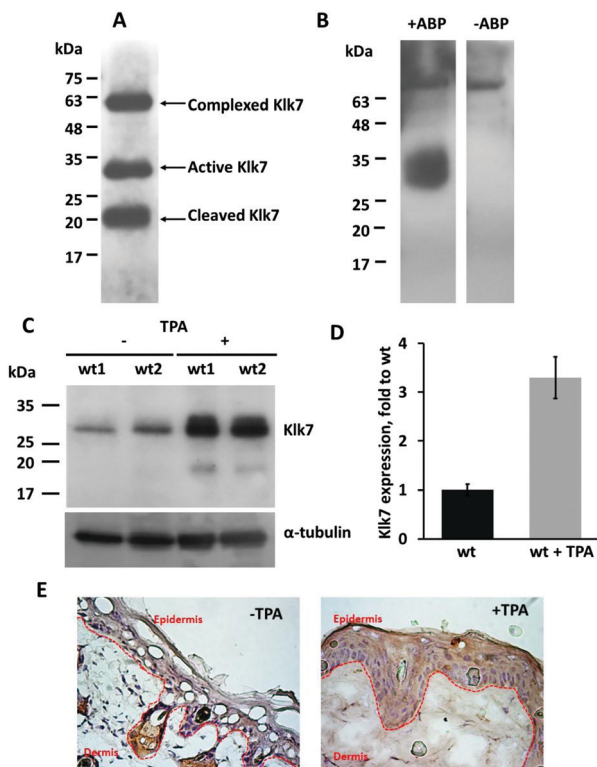 A
kDa
75
63
48
35
25
20
17
Complexed Klk7
Active Klk7
Cleaved Klk7
B
+ABP -ABP
kDa
63
48
35
25
20
17
C
TPA
- +
wt1 wt2 wt1 wt2
kDa
35
25
20
17
Klk7
α-tubulin
D
Klk7 expression, fold to wt
4
3
2
1
0
wt wt + TPA
E
Epidermis
-TPA
Dermis
Epidermis
+TPA
Dermis